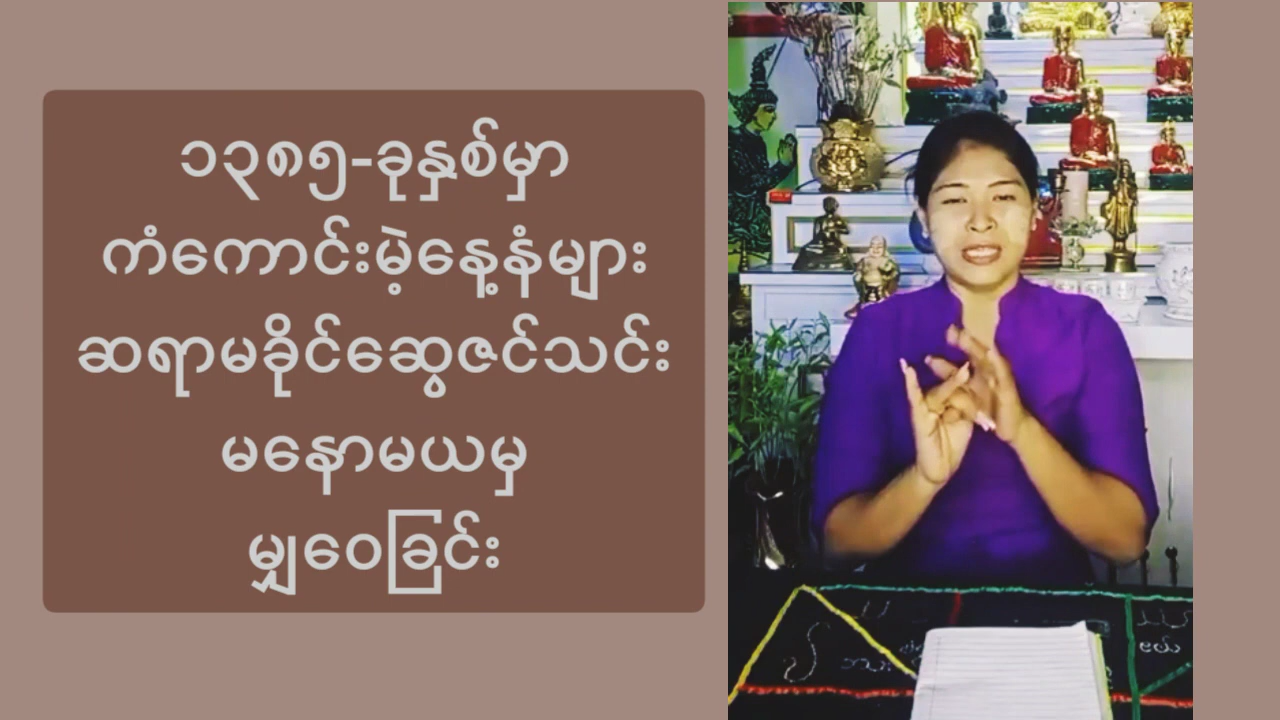 ၁၃၈၅-ခုနှစ်မှာ
ကံကောင်းမဲ့နေ့နံများ
ဆရာမခိုင်ဆွေဇင်သင်း
မနောမယမှ
မျှဝေခြင်း